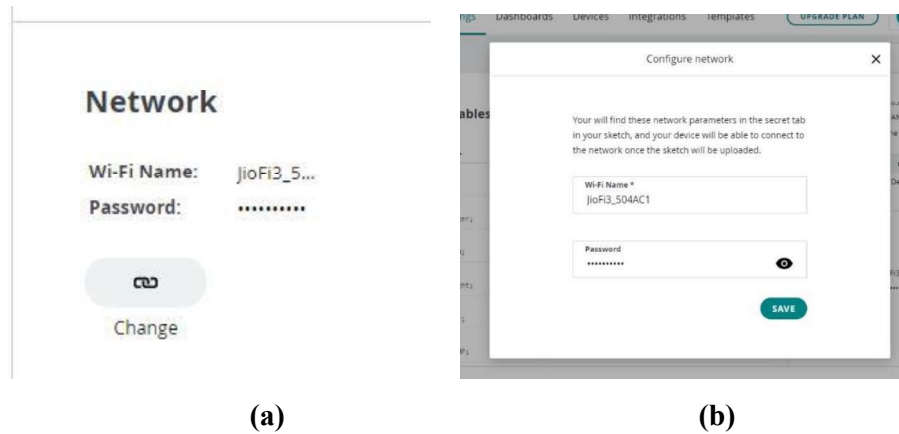 Network
Wi-Fi Name: JioFi3_5...
Password: ••••••••••
Change
(a)
Dashboards Devices Integrations Templates UPGRADE PLAN
Configure network
Your will find these network parameters in the secret tab
in your sketch, and your device will be able to connect to
the network once the sketch will be uploaded.
Wi-Fi Name *
JioFi3_504AC1
Password
••••••••••
SAVE
(b)